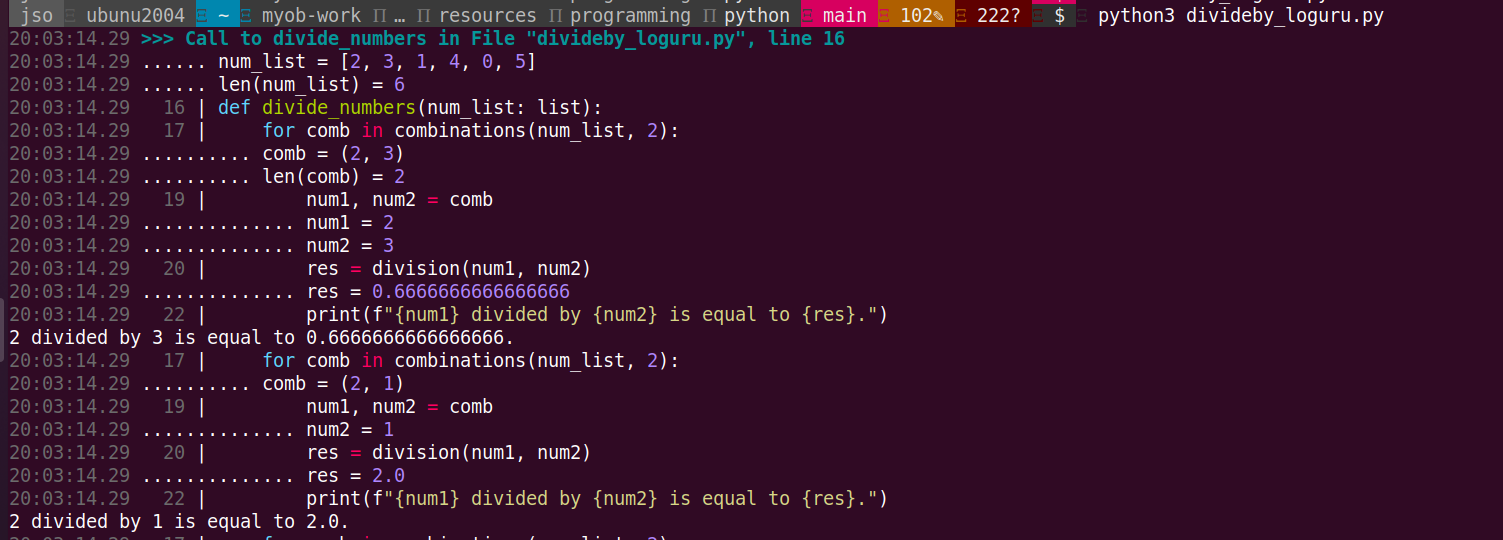 jso ubunu2004 ~ myob-work … resources programming python main 102✎ 222? $ python3 divideby_loguru.py
20:03:14.29 >>> Call to divide_numbers in File "divideby_loguru.py", line 16
20:03:14.29 ...... num_list = [2, 3, 1, 4, 0, 5]
20:03:14.29 ...... len(num_list) = 6
20:03:14.29   16 | def divide_numbers(num_list: list):
20:03:14.29   17 |     for comb in combinations(num_list, 2):
20:03:14.29 .......... comb = (2, 3)
20:03:14.29 .......... len(comb) = 2
20:03:14.29   19 |         num1, num2 = comb
20:03:14.29 .............. num1 = 2
20:03:14.29 .............. num2 = 3
20:03:14.29   20 |         res = division(num1, num2)
20:03:14.29 .............. res = 0.6666666666666666
20:03:14.29   22 |         print(f"{num1} divided by {num2} is equal to {res}.")
2 divided by 3 is equal to 0.6666666666666666.
20:03:14.29   17 |     for comb in combinations(num_list, 2):
20:03:14.29 .......... comb = (2, 1)
20:03:14.29   19 |         num1, num2 = comb
20:03:14.29 .............. num2 = 1
20:03:14.29   20 |         res = division(num1, num2)
20:03:14.29 .............. res = 2.0
20:03:14.29   22 |         print(f"{num1} divided by {num2} is equal to {res}.")
2 divided by 1 is equal to 2.0.